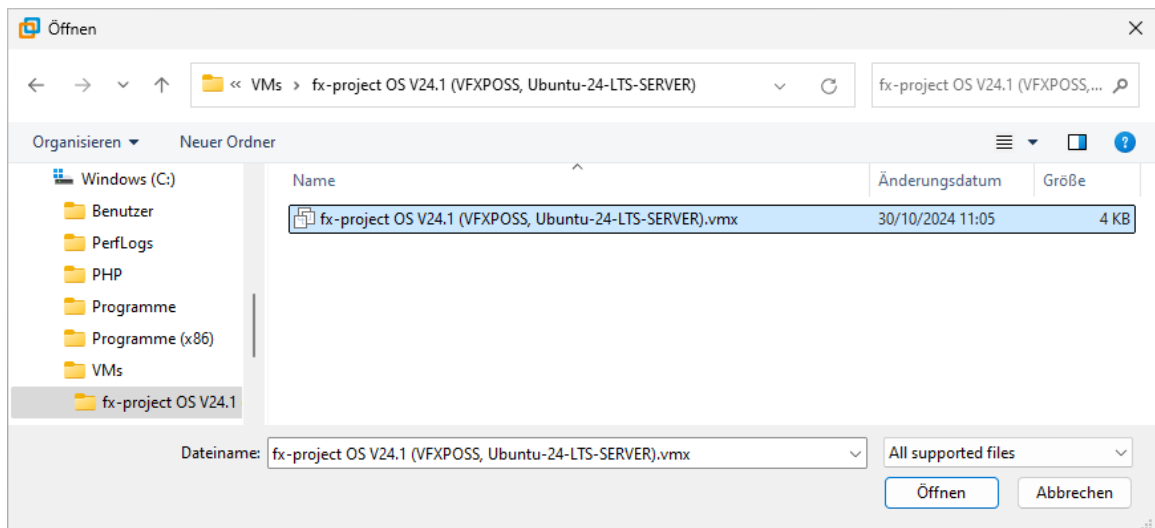 Öffnen
« VMs › fx-project OS V24.1 (VFXPOSS, Ubuntu-24-LTS-SERVER)
fx-project OS V24.1 (VFXPOSS,...
Organisieren
Neuer Ordner
Windows (C:)
Benutzer
PerfLogs
PHP
Programme
Programme (x86)
VMs
fx-project OS V24.1
Name Änderungsdatum Größe
fx-project OS V24.1 (VFXPOSS, Ubuntu-24-LTS-SERVER).vmx 30/10/2024 11:05 4 KB
Dateiname: fx-project OS V24.1 (VFXPOSS, Ubuntu-24-LTS-SERVER).vmx
All supported files
Öffnen Abbrechen